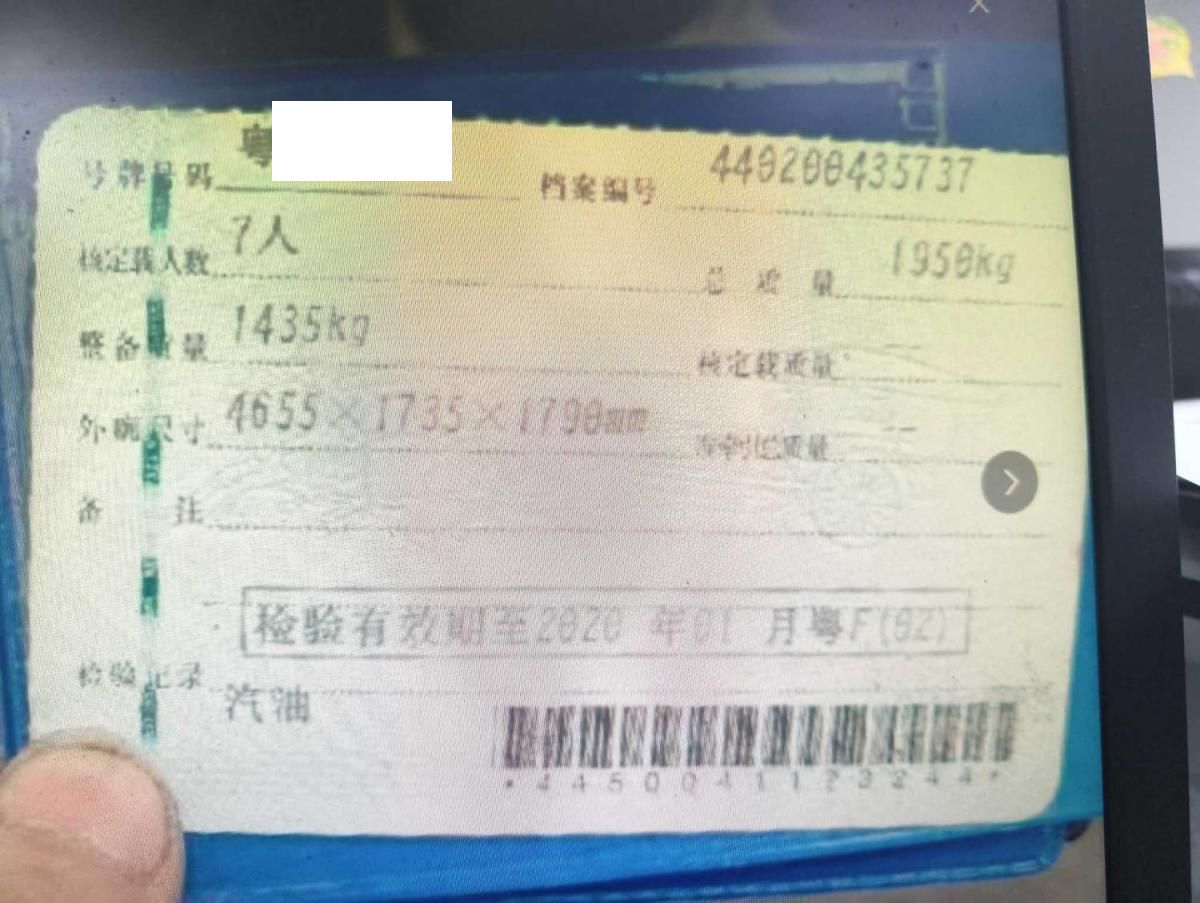 号牌号码 粤 档案编号 440200435737
核定载人数 7人 总质量 1950kg
整备质量 1435kg 核定载质量 --
外廓尺寸 4655×1735×1790mm 准牵引总质量 --
备注
检验有效期至2020年01月粤F(02)
检验记录
汽油
*4450041123244*